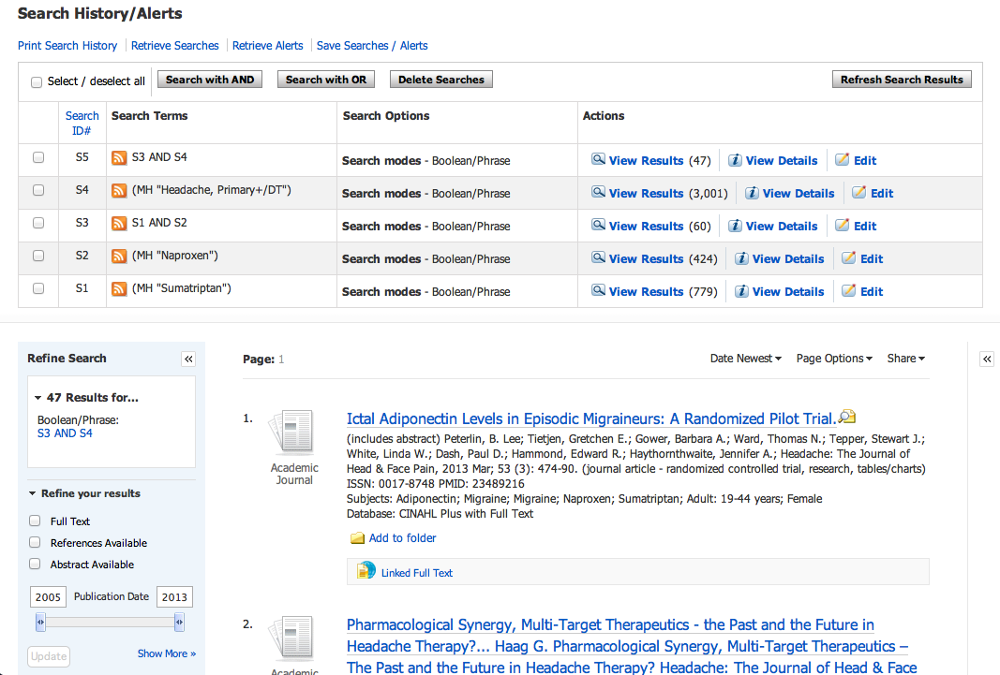 Search History/Alerts
Print Search History Retrieve Searches Retrieve Alerts Save Searches / Alerts
Select / deselect all Search with AND Search with OR Delete Searches Refresh Search Results
Search ID# Search Terms Search Options Actions
S5 S3 AND S4 Search modes - Boolean/Phrase View Results (47) View Details Edit
S4 (MH "Headache, Primary+/DT") Search modes - Boolean/Phrase View Results (3,001) View Details Edit
S3 S1 AND S2 Search modes - Boolean/Phrase View Results (60) View Details Edit
S2 (MH "Naproxen") Search modes - Boolean/Phrase View Results (424) View Details Edit
S1 (MH "Sumatriptan") Search modes - Boolean/Phrase View Results (779) View Details Edit
Refine Search «
47 Results for...
Boolean/Phrase:
S3 AND S4
Refine your results
Full Text
References Available
Abstract Available
2005 Publication Date 2013
Update Show More »
Page: 1 Date Newest Page Options Share «
1. Ictal Adiponectin Levels in Episodic Migraineurs: A Randomized Pilot Trial.
(includes abstract) Peterlin, B. Lee; Tietjen, Gretchen E.; Gower, Barbara A.; Ward, Thomas N.; Tepper, Stewart J.;
White, Linda W.; Dash, Paul D.; Hammond, Edward R.; Haythornthwaite, Jennifer A.; Headache: The Journal of
Head & Face Pain, 2013 Mar; 53 (3): 474-90. (journal article - randomized controlled trial, research, tables/charts)
ISSN: 0017-8748 PMID: 23489216
Subjects: Adiponectin; Migraine; Migraine; Naproxen; Sumatriptan; Adult: 19-44 years; Female
Database: CINAHL Plus with Full Text
Academic
Journal
Add to folder
Linked Full Text
2. Pharmacological Synergy, Multi-Target Therapeutics - the Past and the Future in
Headache Therapy?... Haag G. Pharmacological Synergy, Multi-Target Therapeutics –
The Past and the Future in Headache Therapy? Headache: The Journal of Head & Face
Academic